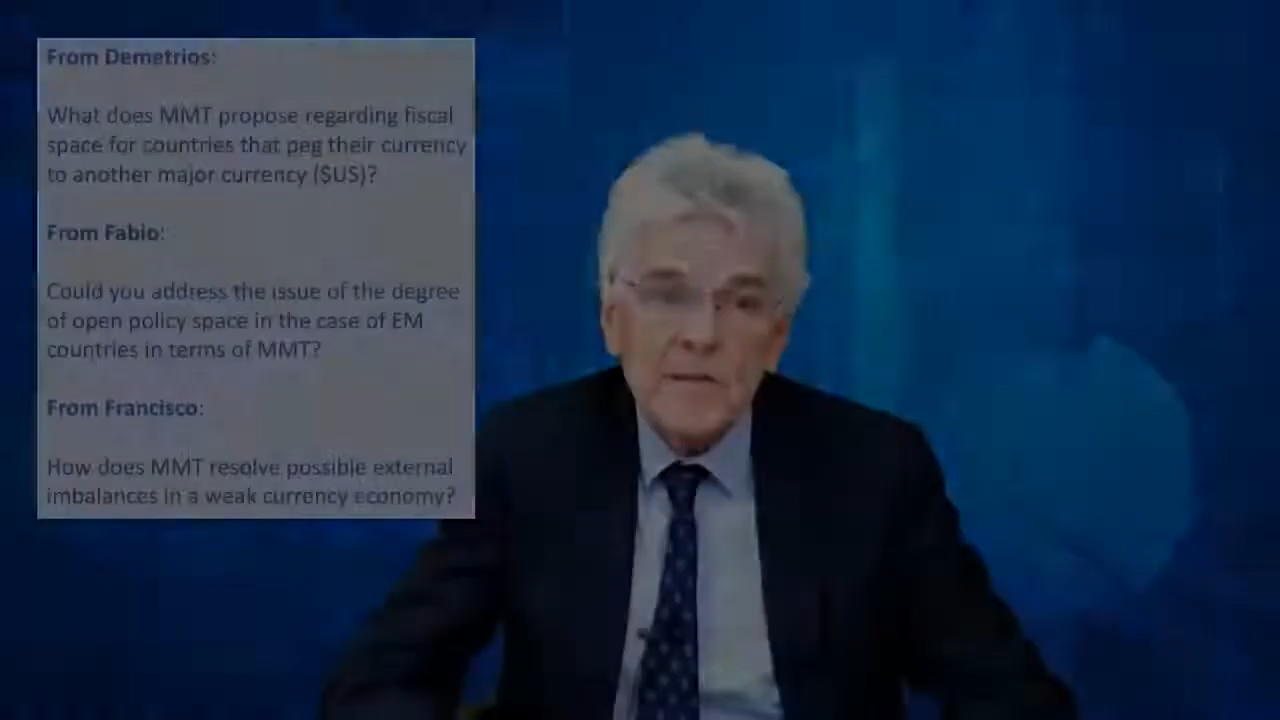 From Demetrios:
What does MMT propose regarding fiscal
space for countries that peg their currency
to another major currency ($US)?
From Fabio:
Could you address the issue of the degree
of open policy space in the case of EM
countries in terms of MMT?
From Francisco:
How does MMT resolve possible external
imbalances in a weak currency economy?